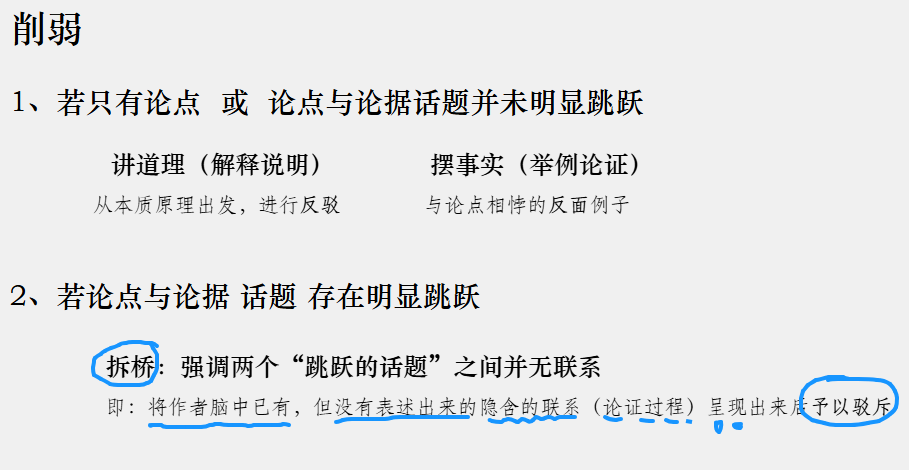 削弱
1、若只有论点 或 论点与论据话题并未明显跳跃
讲道理（解释说明） 摆事实（举例论证）
从本质原理出发，进行反驳 与论点相悖的反面例子
2、若论点与论据 话题 存在明显跳跃
拆桥：强调两个“跳跃的话题”之间并无联系
即：将作者脑中已有，但没有表述出来的隐含的联系（论证过程）呈现出来后予以驳斥